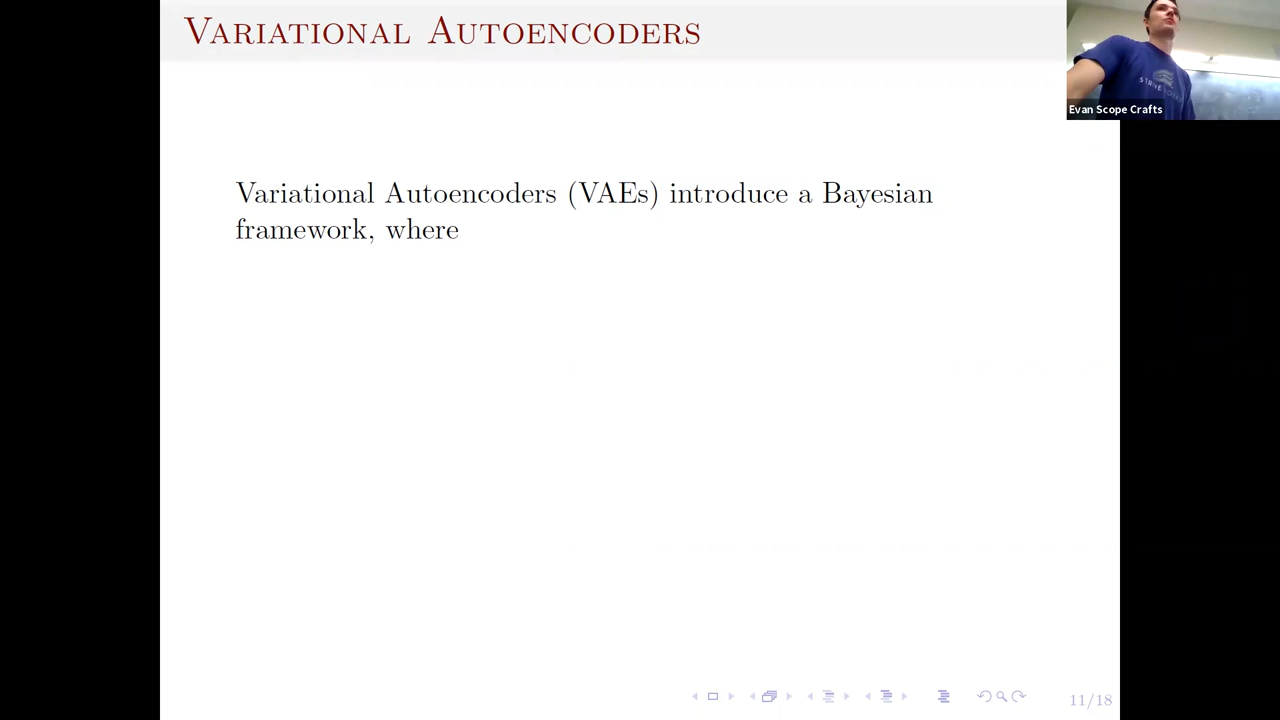 VARIATIONAL AUTOENCODERS
Evan Scope Crafts
Variational Autoencoders (VAEs) introduce a Bayesian
framework, where
11/18